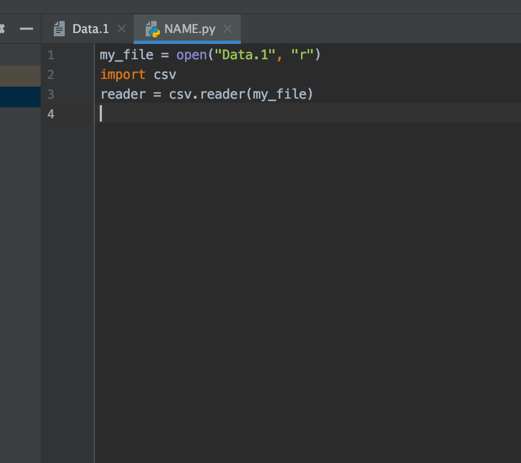 Data.1 NAME.py
1 my_file = open("Data.1", "r")
2 import csv
3 reader = csv.reader(my_file)
4